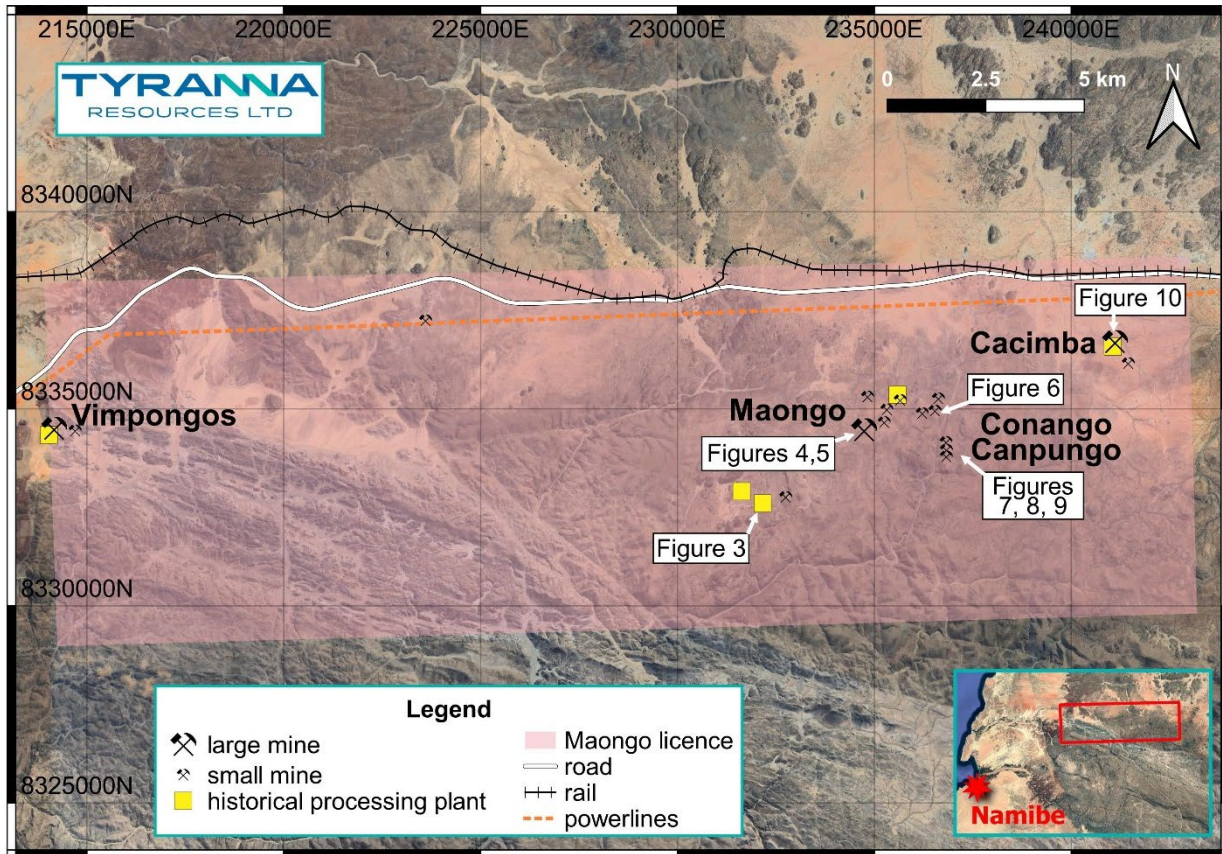 215000E 220000E 225000E 230000E 235000E 240000E
TYRANNA
RESOURCES LTD
0 2.5 5 km
N
8340000N
Figure 10
Cacimba
8335000N
Figure 6
Vimpongos
Maongo
Conango
Figures 4,5
Canpungo
Figures
7, 8, 9
Figure 3
8330000N
Legend
large mine
small mine
historical processing plant
Maongo licence
road
rail
powerlines
8325000N
Namibe